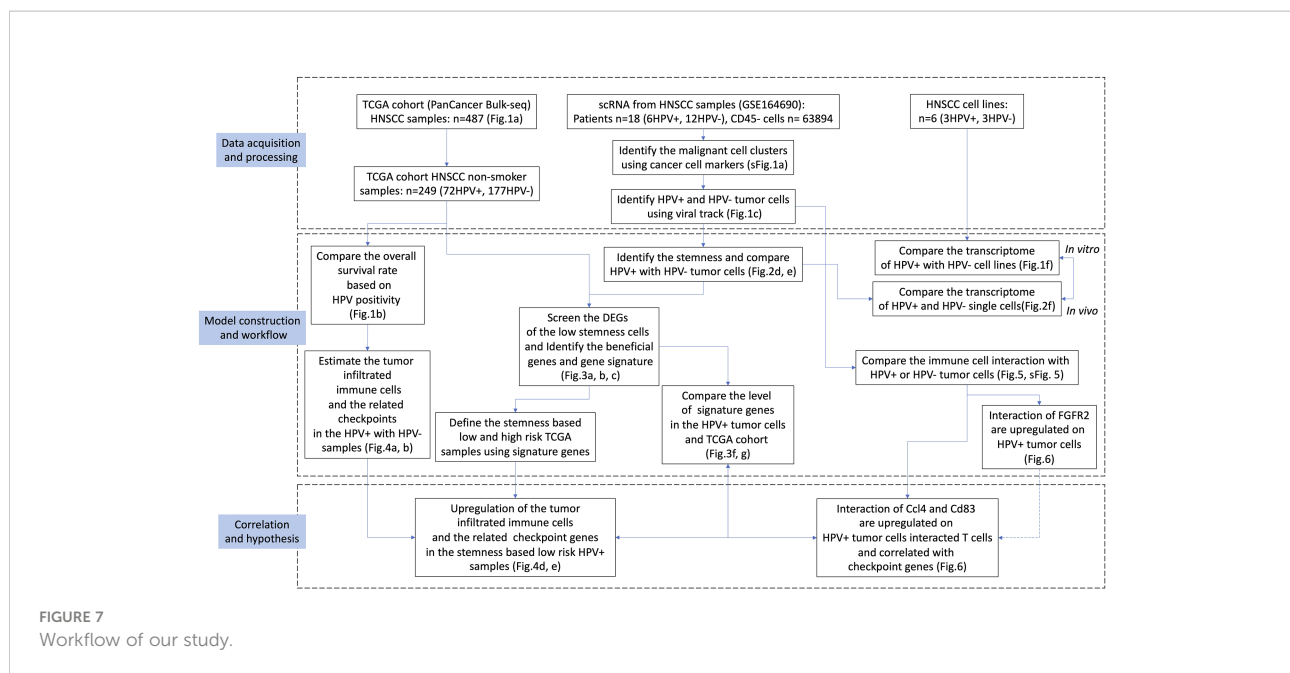 TCGA cohort (PanCancer Bulk-seq)
HNSCC samples: n=487 (Fig.1a)
scRNA from HNSCC samples (GSE164690):
Patients n=18 (6HPV+, 12HPV-), CD45- cells n= 63894
HNSCC cell lines:
n=6 (3HPV+, 3HPV-)
Data acquisition
and processing
Identify the malignant cell clusters
using cancer cell markers (sFig.1a)
TCGA cohort HNSCC non-smoker
samples: n=249 (72HPV+, 177HPV-)
Identify HPV+ and HPV- tumor cells
using viral track (Fig.1c)
Model construction
and workflow
Compare the overall
survival rate
based on
HPV positivity
(Fig.1b)
Identify the stemness and compare
HPV+ with HPV- tumor cells (Fig.2d, e)
Compare the transcriptome
of HPV+ with HPV- cell lines (Fig.1f)
In vitro
Compare the transcriptome
of HPV+ and HPV- single cells(Fig.2f)
In vivo
Screen the DEGs
of the low stemness cells
and Identify the beneficial
genes and gene signature
(Fig.3a, b, c)
Estimate the tumor
infiltrated
immune cells
and the related
checkpoints
in the HPV+ with HPV-
samples (Fig.4a, b)
Compare the immune cell interaction with
HPV+ or HPV- tumor cells (Fig.5, sFig. 5)
Define the stemness based
low and high risk TCGA
samples using signature genes
Compare the level
of signature genes
in the HPV+ tumor cells
and TCGA cohort
(Fig.3f, g)
Interaction of FGFR2
are upregulated on
HPV+ tumor cells
(Fig.6)
Correlation
and hypothesis
Upregulation of the tumor
infiltrated immune cells
and the related checkpoint genes
in the stemness based low risk HPV+
samples (Fig.4d, e)
Interaction of Ccl4 and Cd83
are upregulated on
HPV+ tumor cells interacted T cells
and correlated with
checkpoint genes (Fig.6)
FIGURE 7
Workflow of our study.